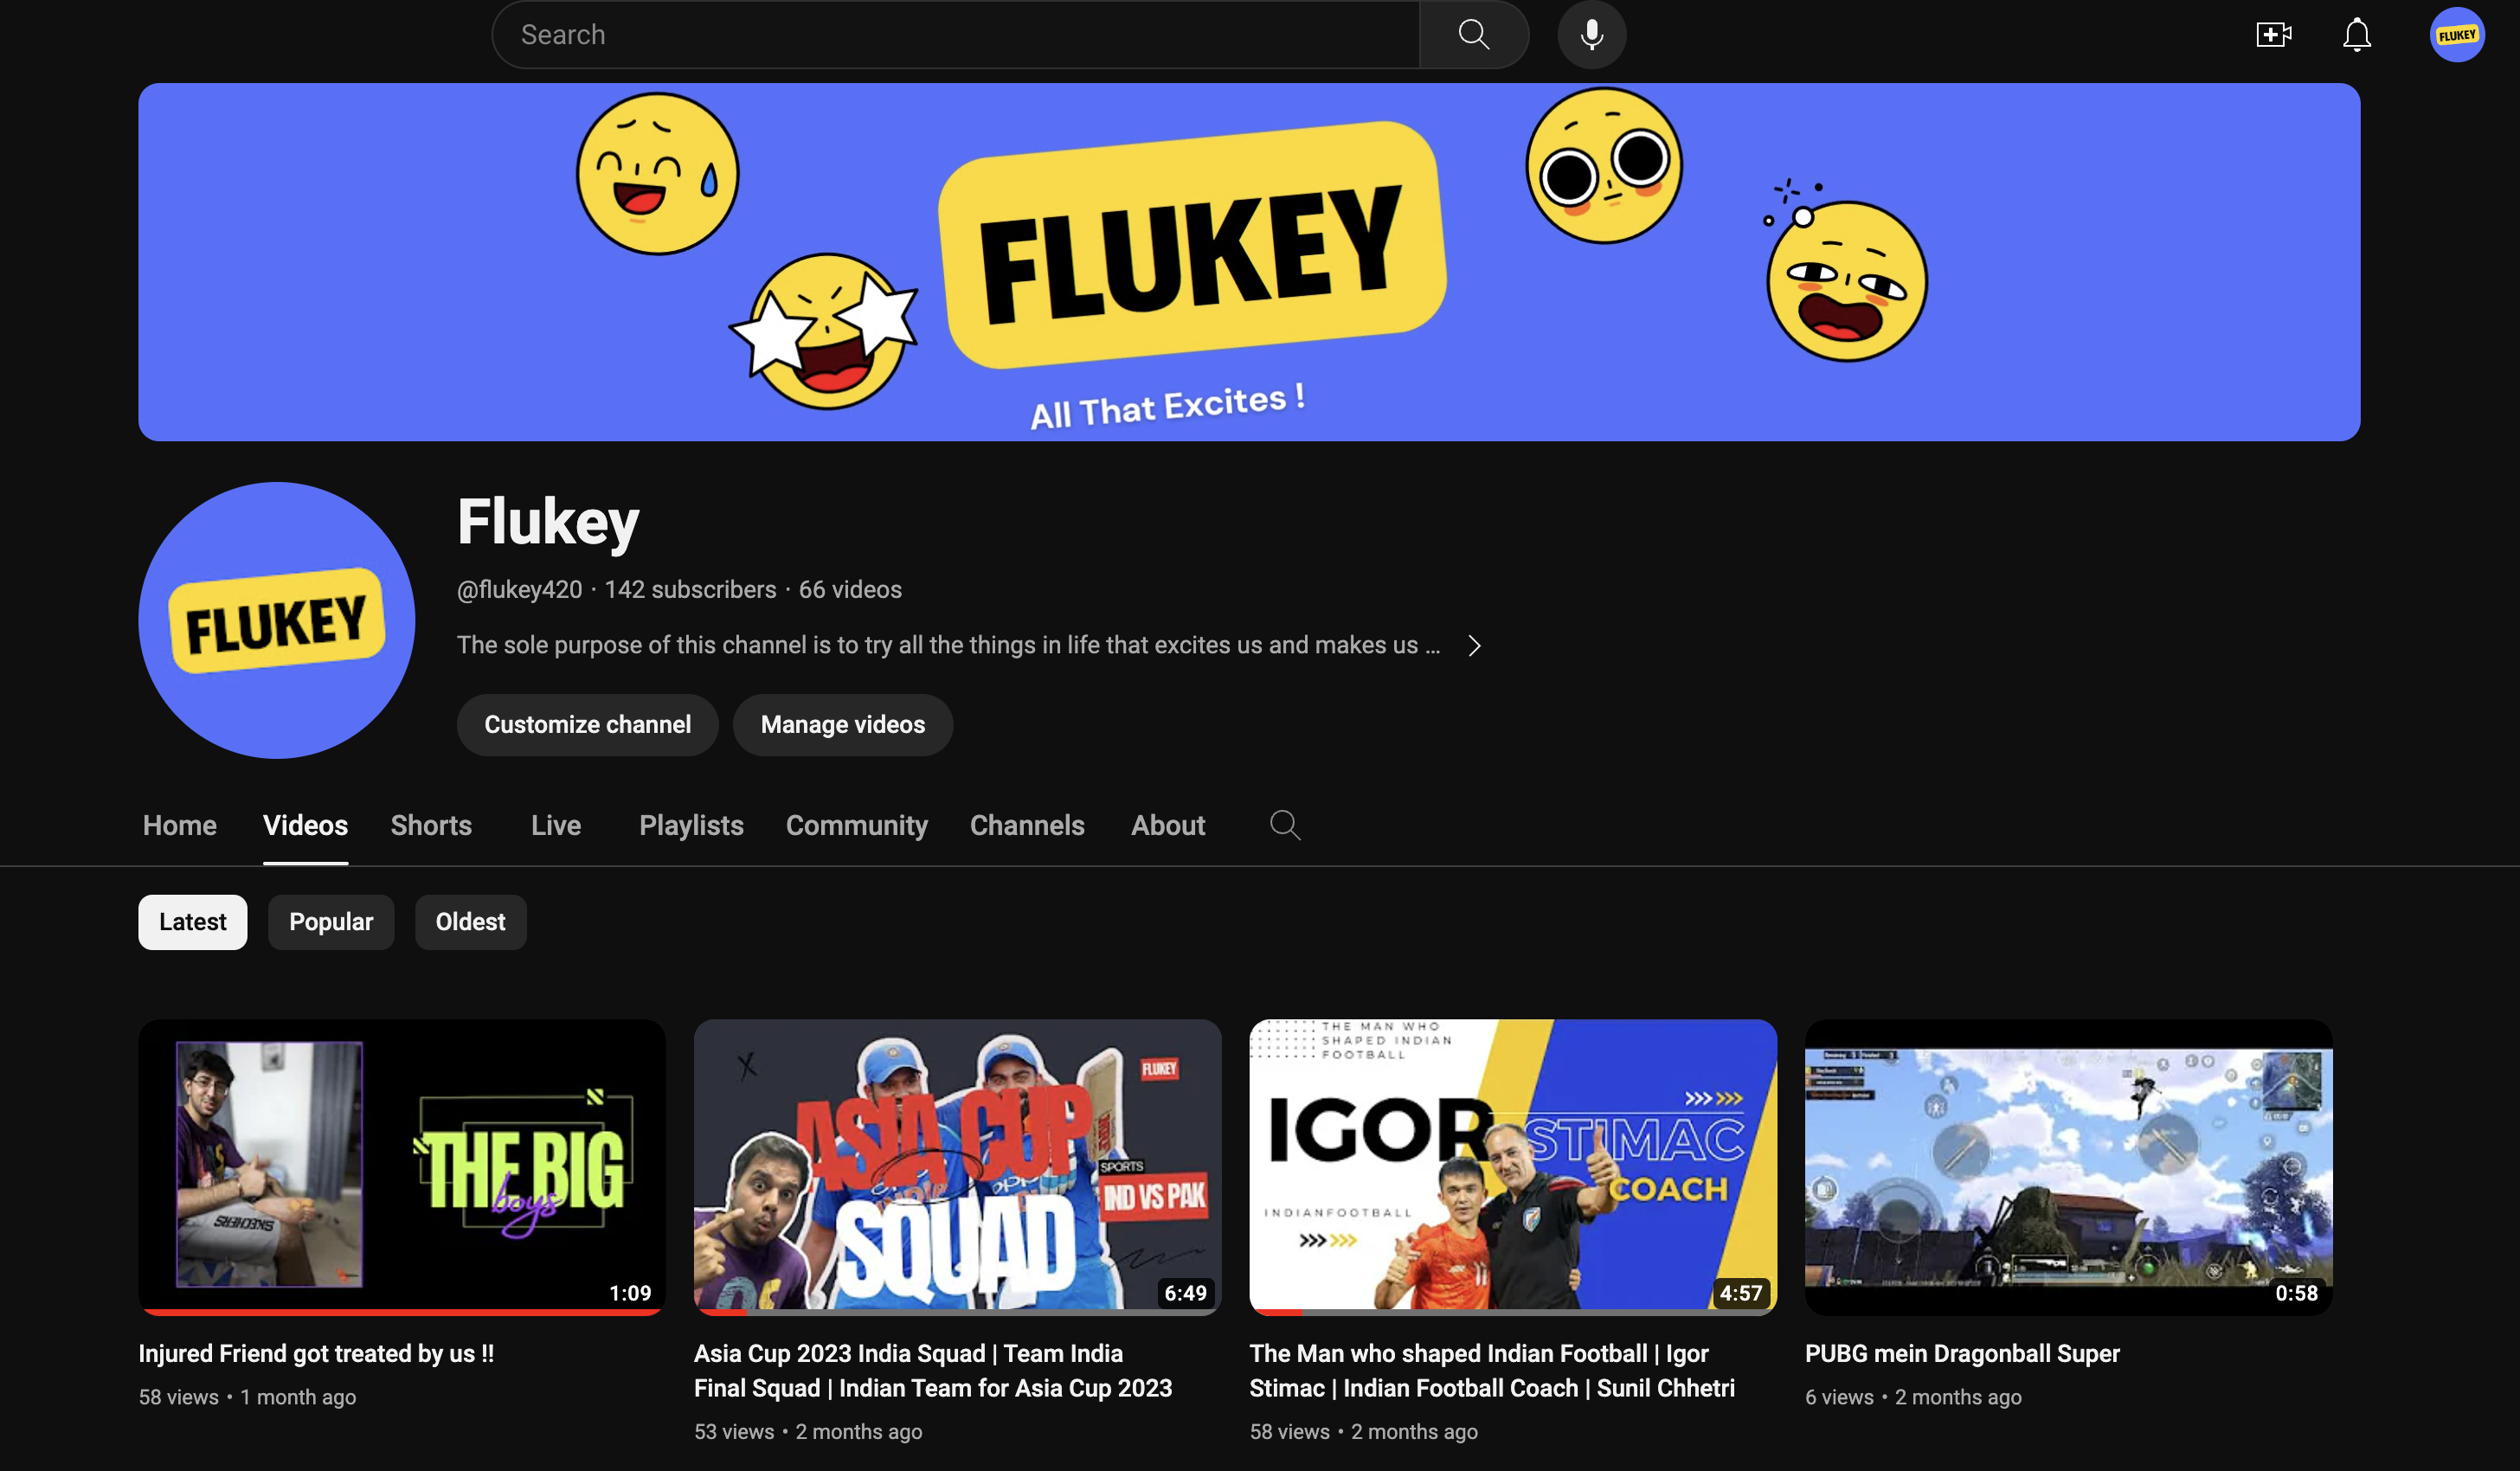 Search
FLUKEY
FLUKEY
All That Excites !
FLUKEY
Flukey
@flukey420 · 142 subscribers · 66 videos
The sole purpose of this channel is to try all the things in life that excites us and makes us ...
Customize channel
Manage videos
Home
Videos
Shorts
Live
Playlists
Community
Channels
About
Latest
Popular
Oldest
SKECHERS
THE BIG
boys
1:09
FLUKEY
ASIA CUP
SPORTS
IND VS PAK
SQUAD
6:49
THE MAN WHO
SHAPED INDIAN
FOOTBALL
IGOR
STIMAC
COACH
INDIANFOOTBALL
11
4:57
0:58
Injured Friend got treated by us !!
58 views • 1 month ago
Asia Cup 2023 India Squad | Team India
Final Squad | Indian Team for Asia Cup 2023
53 views • 2 months ago
The Man who shaped Indian Football | Igor
Stimac | Indian Football Coach | Sunil Chhetri
58 views • 2 months ago
PUBG mein Dragonball Super
6 views • 2 months ago